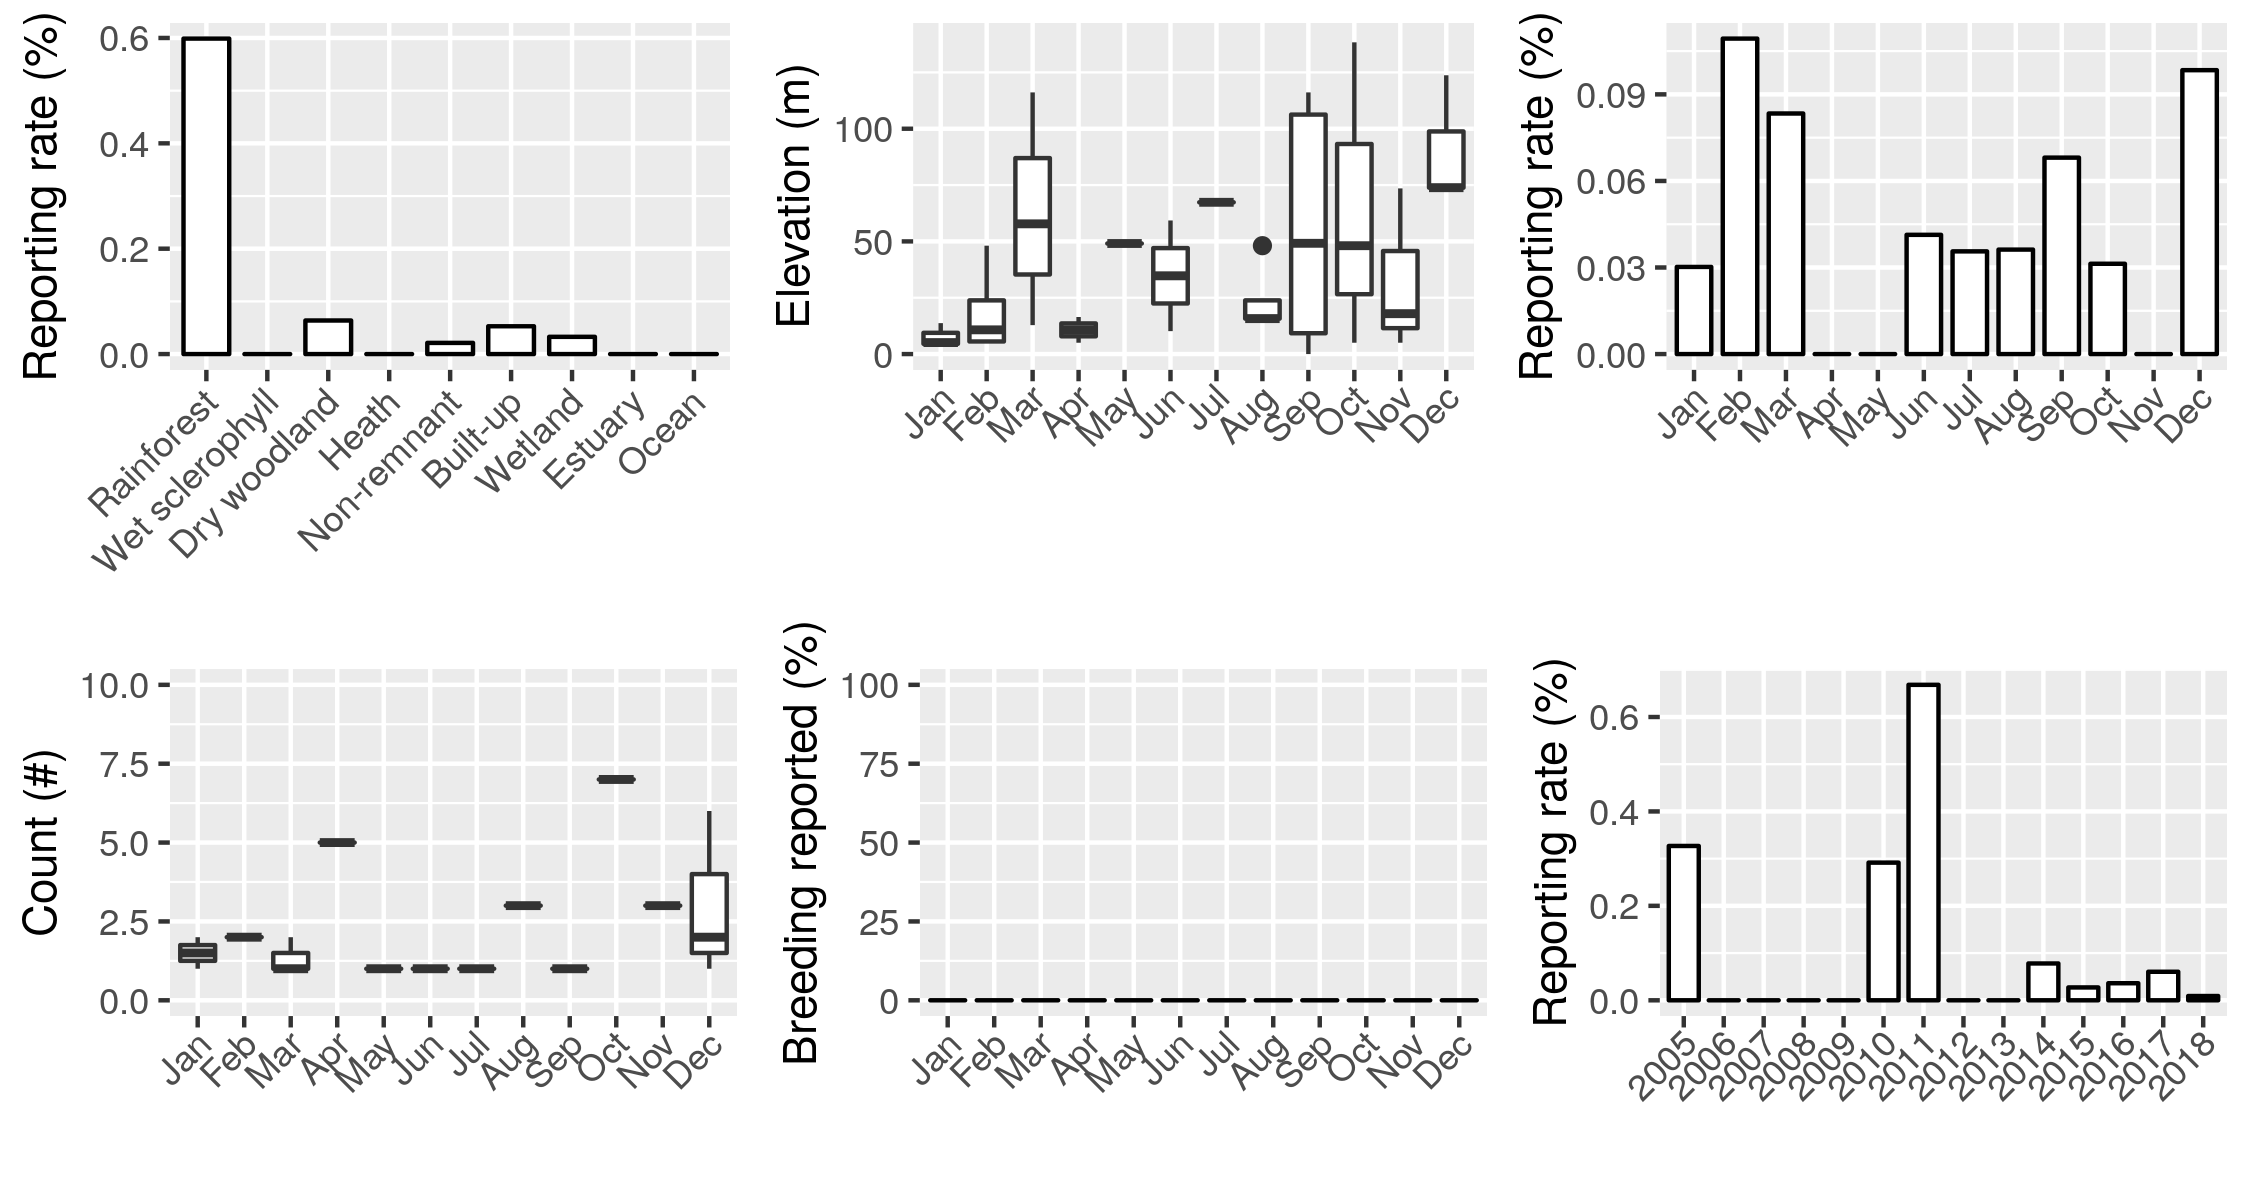 Reporting rate (%)
0.6
0.4
0.2
0.0
Rainforest
Wet sclerophyll
Dry woodland
Heath
Non-remnant
Built-up
Wetland
Estuary
Ocean
Elevation (m)
100
50
0
Jan
Feb
Mar
Apr
May
Jun
Jul
Aug
Sep
Oct
Nov
Dec
Reporting rate (%)
0.09
0.06
0.03
0.00
Jan
Feb
Mar
Apr
May
Jun
Jul
Aug
Sep
Oct
Nov
Dec
Count (#)
10.0
7.5
5.0
2.5
0.0
Jan
Feb
Mar
Apr
May
Jun
Jul
Aug
Sep
Oct
Nov
Dec
Breeding reported (%)
100
75
50
25
0
Jan
Feb
Mar
Apr
May
Jun
Jul
Aug
Sep
Oct
Nov
Dec
Reporting rate (%)
0.6
0.4
0.2
0.0
2005
2006
2007
2008
2009
2010
2011
2012
2013
2014
2015
2016
2017
2018